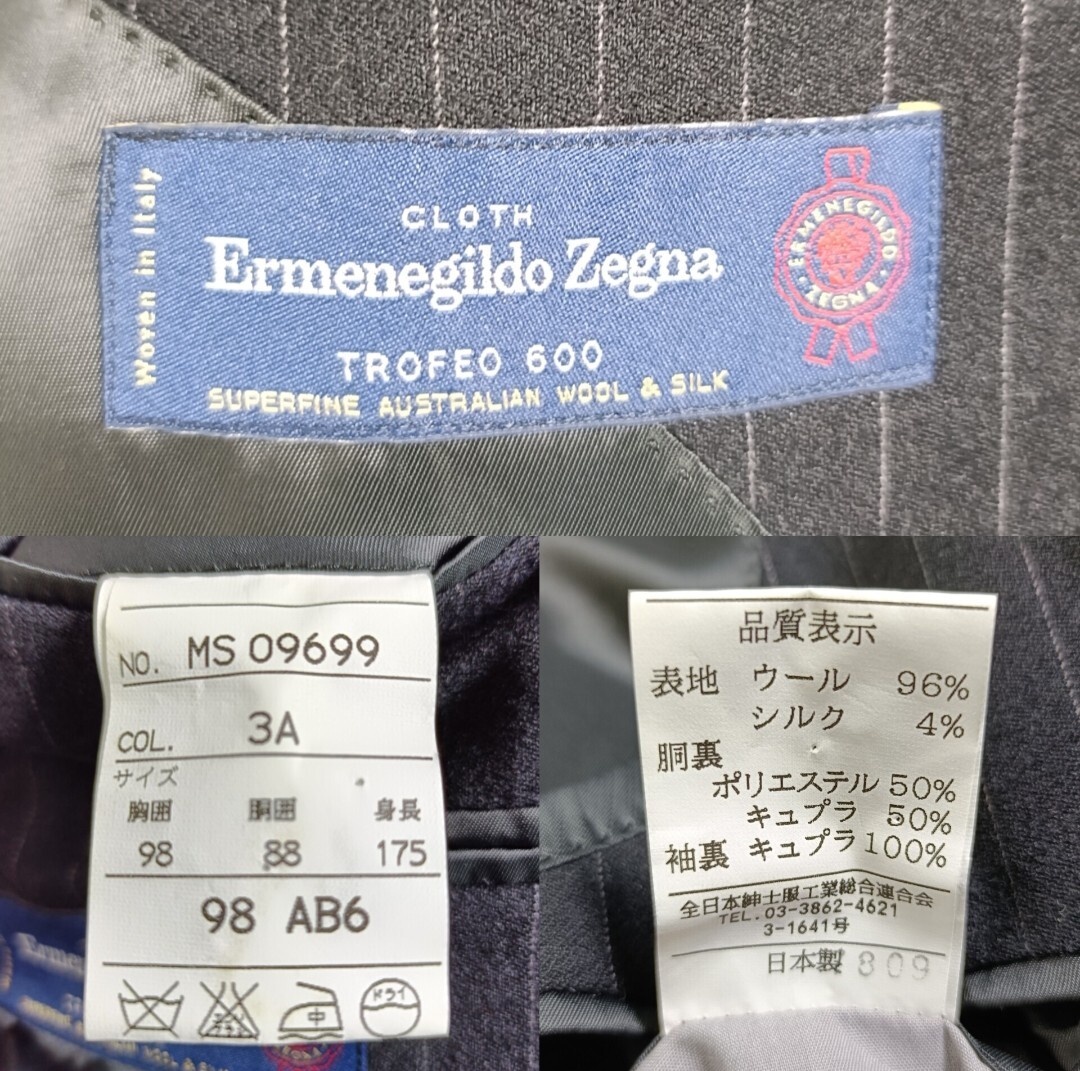 Woven in Italy
CLOTH
Ermenegildo Zegna
TROFEO 600
SUPERFINE AUSTRALIAN WOOL & SILK
ERMENEGILDO
ZEGNA
NO. MS 09699
COL. 3A
サイズ
胸囲 胴囲 身長
98 88 175
98 AB6
中 ドライ
品質表示
表地 ウール 96%
シルク 4%
胴裏
ポリエステル 50%
キュプラ 50%
袖裏 キュプラ 100%
全日本紳士服工業総合連合会
TEL.03-3862-4621
3-1641号
日本製 809